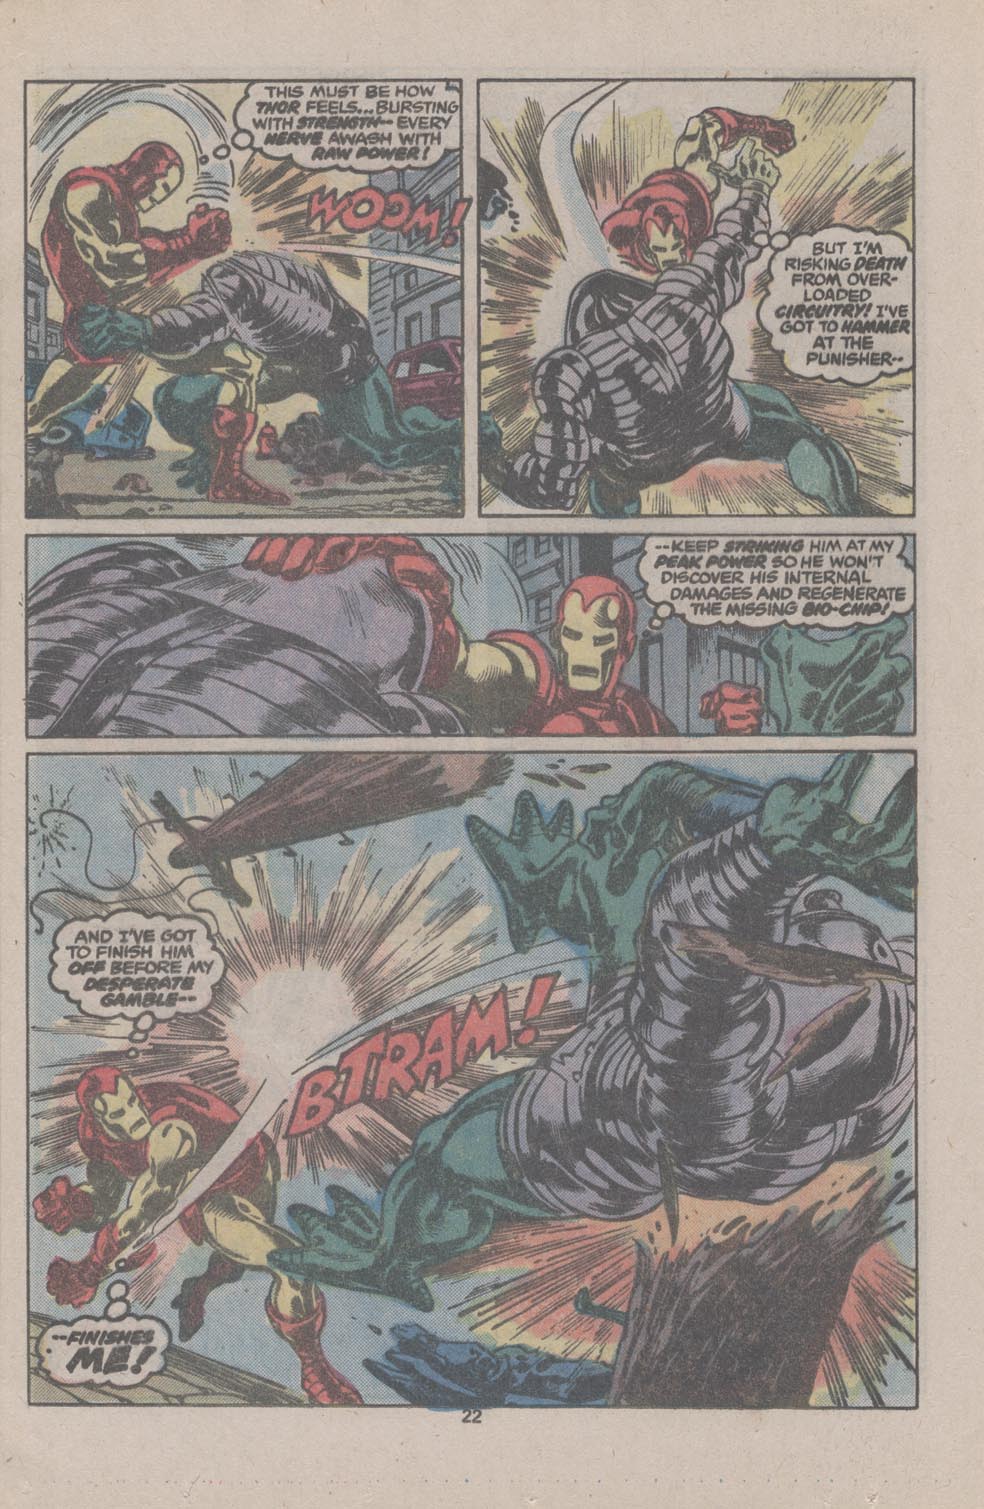 THIS MUST BE HOW
THOR FEELS... BURSTING
WITH STRENGTH-- EVERY
NERVE AWASH WITH
RAW POWER!
WOOM!
BUT I'M
RISKING DEATH
FROM OVER-
LOADED
CIRCUITRY! I'VE
GOT TO HAMMER
AT THE
PUNISHER--
--KEEP STRIKING HIM AT MY
PEAK POWER SO HE WON'T
DISCOVER HIS INTERNAL
DAMAGES AND REGENERATE
THE MISSING BIO-CHIP!
AND I'VE GOT
TO FINISH HIM
OFF BEFORE MY
DESPERATE
GAMBLE--
BTRAM!
--FINISHES
ME!
22